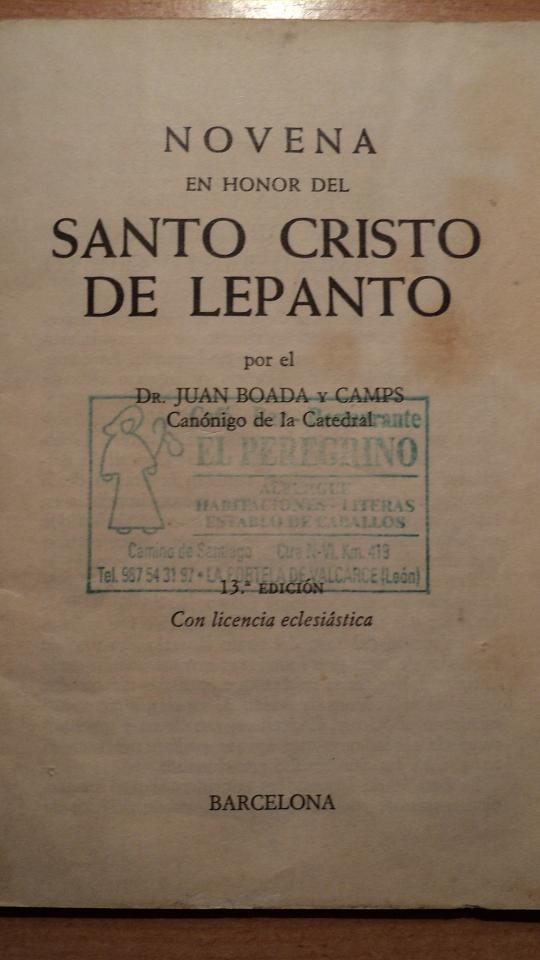 NOVENA
EN HONOR DEL
SANTO CRISTO
DE LEPANTO
por el
DR. JUAN BOADA Y CAMPS
Canónigo de la Catedral
Restaurante
EL PEREGRINO
ALBERGUE
HABITACIONES - LITERAS
ESTABLO DE CABALLOS
Camino de Santiago Ctra N-VI. Km. 419
Tel. 987 54 31 97 • LA PORTELA DE VALCARCE (León)
13.ª EDICIÓN
Con licencia eclesiástica
BARCELONA